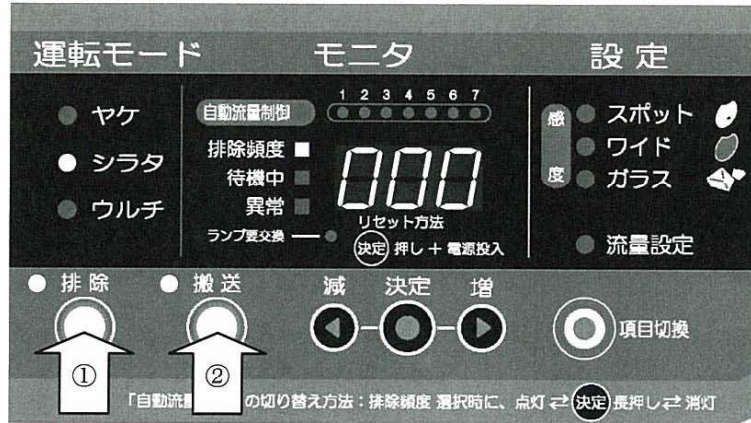 運転モード
モニタ
設定
ヤケ
シラタ
ウルチ
自動流量制御
1 2 3 4 5 6 7
排除頻度
待機中
異常
ランプ要交換
000
リセット方法
決定 押し + 電源投入
感度
スポット
ワイド
ガラス
流量設定
排除
搬送
減
決定
増
項目切換
①
②
「自動流量 の切り替え方法：排除頻度 選択時に、点灯 ⇄ 決定 長押し ⇄ 消灯